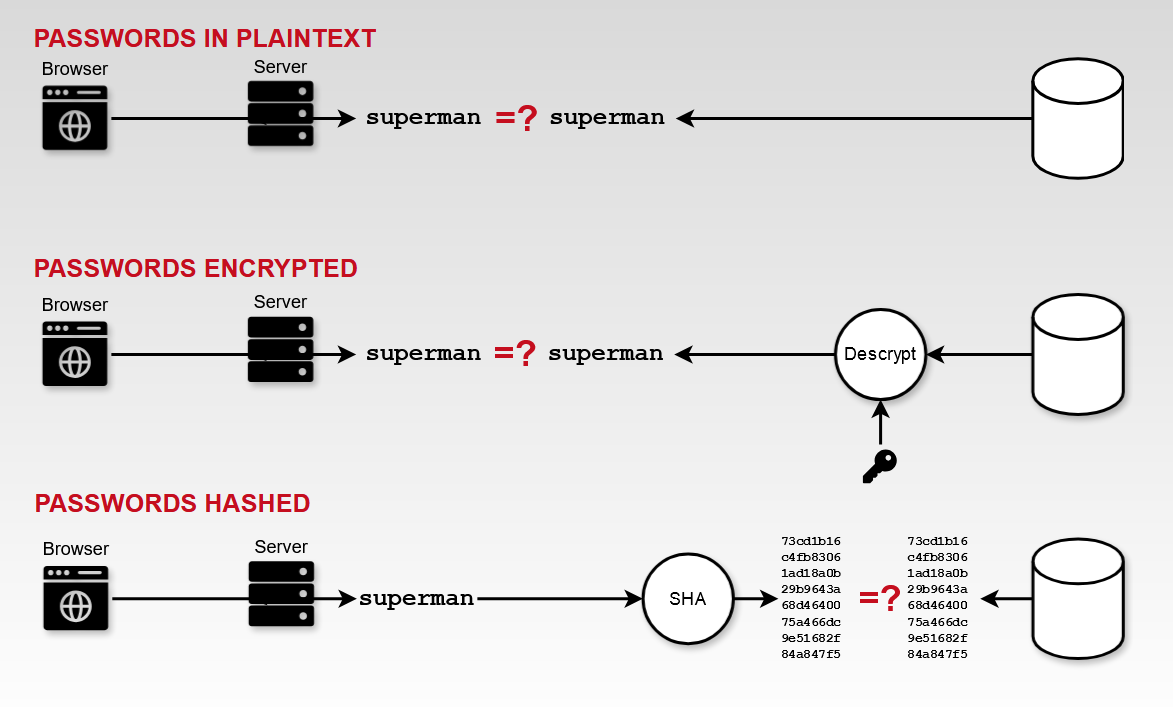 PASSWORDS IN PLAINTEXT
Browser
Server
superman =? superman
PASSWORDS ENCRYPTED
Browser
Server
superman =? superman
Descrypt
PASSWORDS HASHED
Browser
Server
superman
SHA
73cd1b16
c4fb8306
1ad18a0b
29b9643a
68d46400
75a466dc
9e51682f
84a847f5
=?
73cd1b16
c4fb8306
1ad18a0b
29b9643a
68d46400
75a466dc
9e51682f
84a847f5